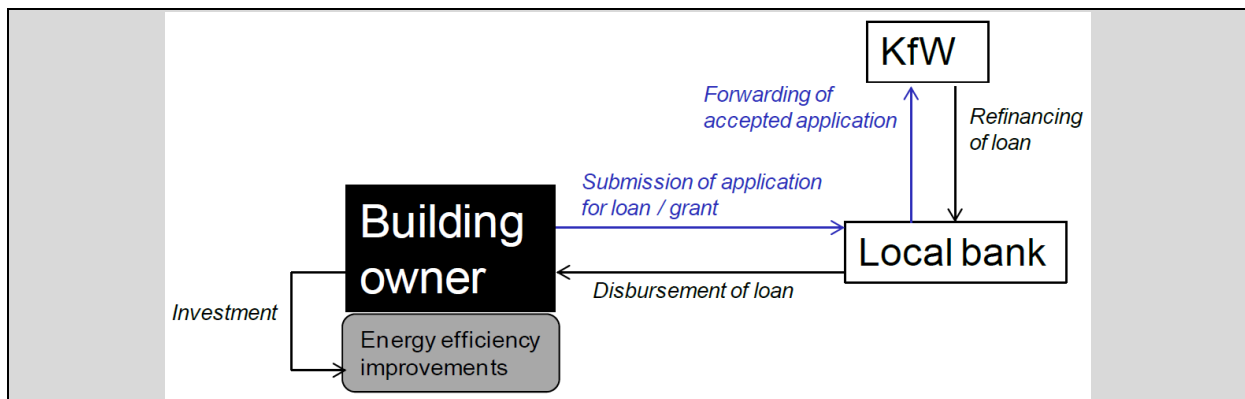 KfW
Forwarding of
accepted application
Refinancing
of loan
Submission of application
for loan / grant
Building
owner
Local bank
Disbursement of loan
Investment
Energy efficiency
improvements